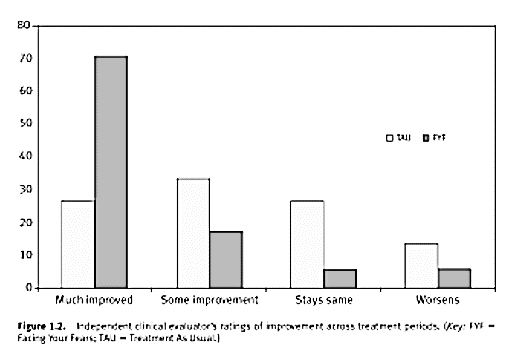 80
70
60
50
40
30
20
10
0
TAU FYF
Much improved Some improvement Stays same Worsens
Figure 1.2. Independent clinical evaluator's ratings of improvement across treatment periods. (Key: FYF =
Facing Your Fears; TAU = Treatment As Usual.)